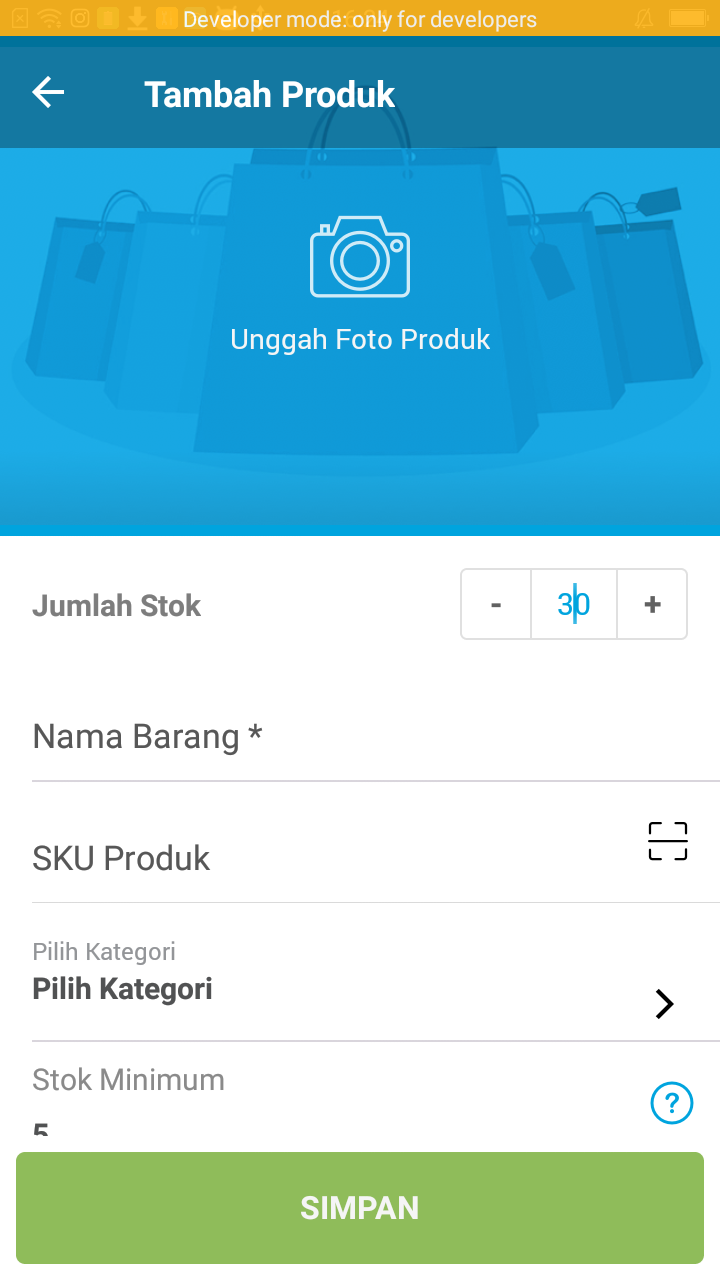 Developer mode: only for developers
Tambah Produk
Unggah Foto Produk
Jumlah Stok
- 30 +
Nama Barang *
SKU Produk
Pilih Kategori
Pilih Kategori
Stok Minimum
?
5
SIMPAN